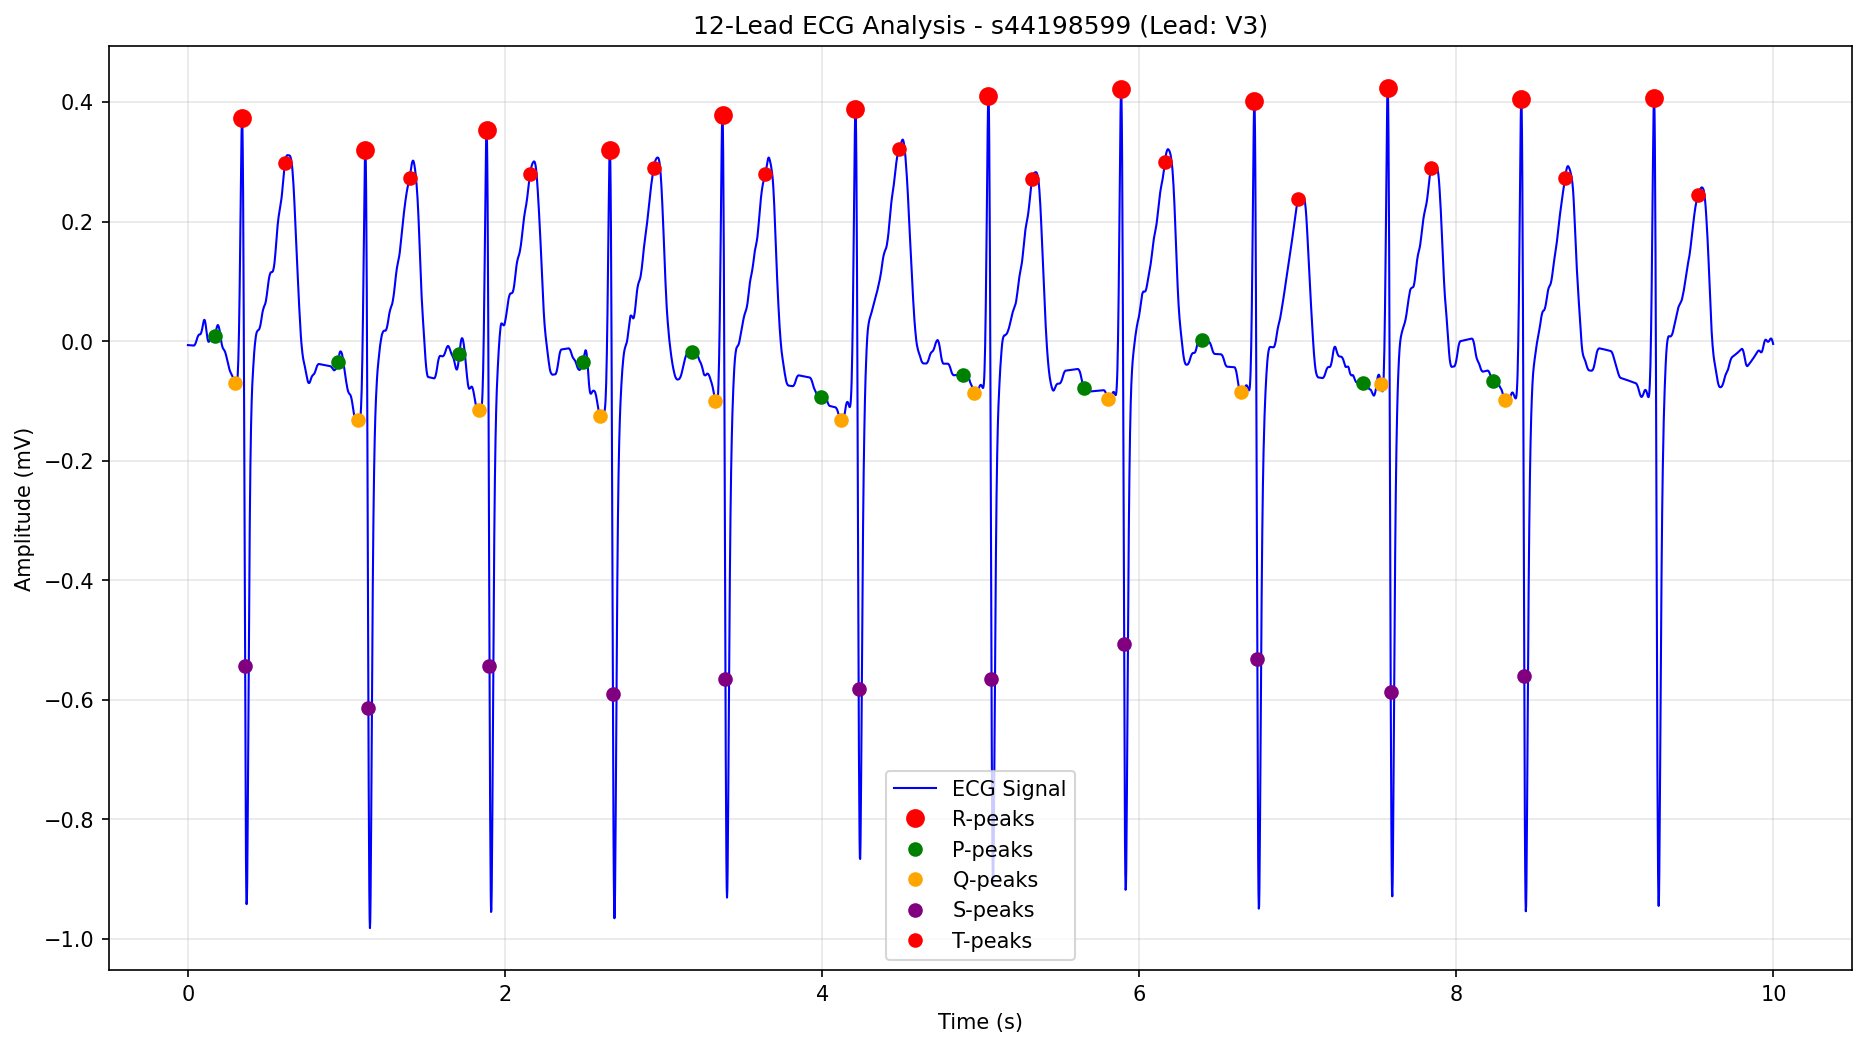 12-Lead ECG Analysis - s44198599 (Lead: V3)
Amplitude (mV)
0.4
0.2
0.0
−0.2
−0.4
−0.6
−0.8
−1.0
ECG Signal
R-peaks
P-peaks
Q-peaks
S-peaks
T-peaks
0 2 4 6 8 10
Time (s)